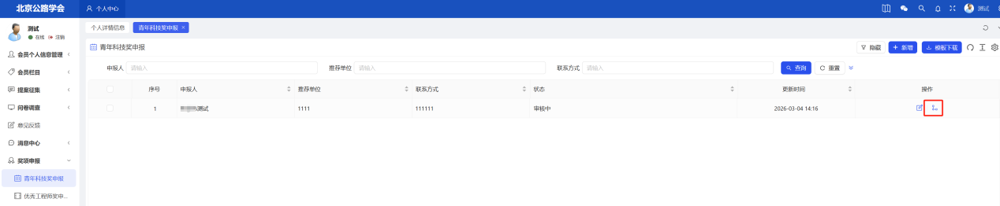 北京公路学会
个人中心
测试
测试
在线 注销
个人详情信息 青年科技奖申报 ×
青年科技奖申报
隐藏 + 新增 模板下载
申报人 请输入 推荐单位 请输入 联系方式 请输入 查询 重置
序号 申报人 推荐单位 联系方式 状态 更新时间 操作
1 测试 1111 111111 审核中 2026-03-04 14:16
会员个人信息管理
会员栏目
提案征集
问卷调查
意见反馈
消息中心
奖项申报
青年科技奖申报
优秀工程师奖申...